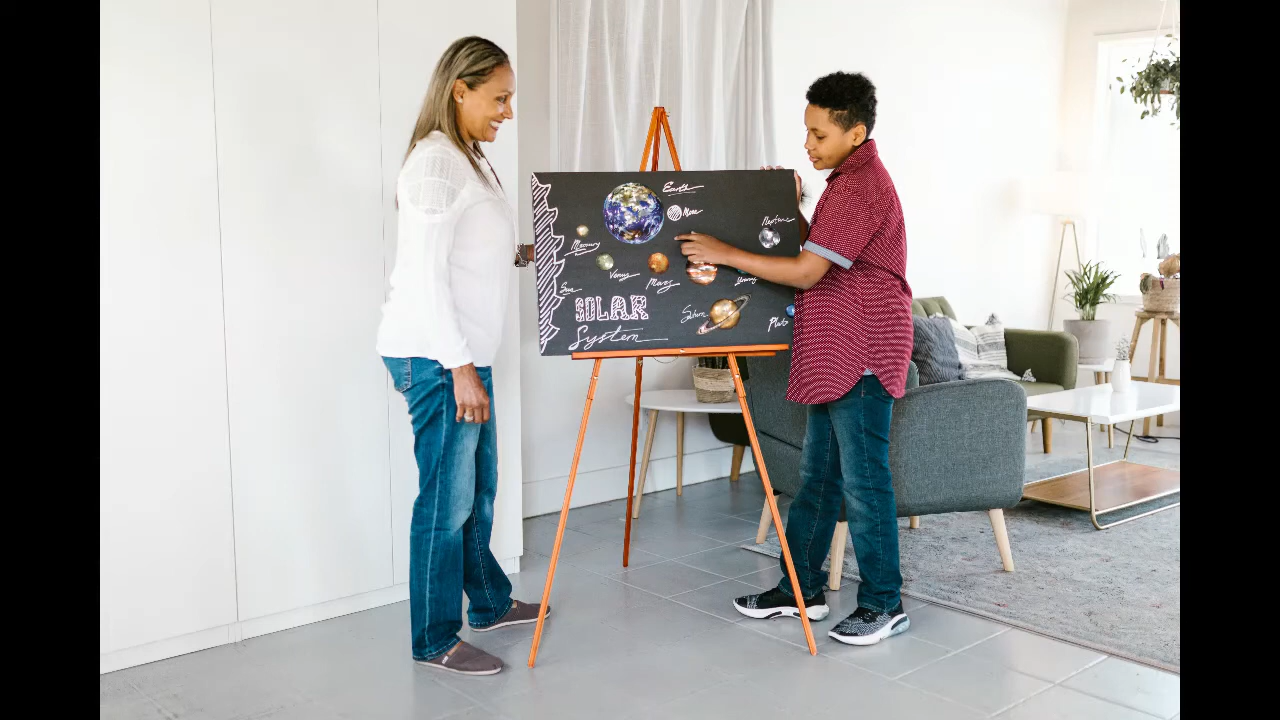 Earth
Moon
Neptune
Mercury
Venus
Mars
Uranus
Sun
Saturn
Pluto
SOLAR
System